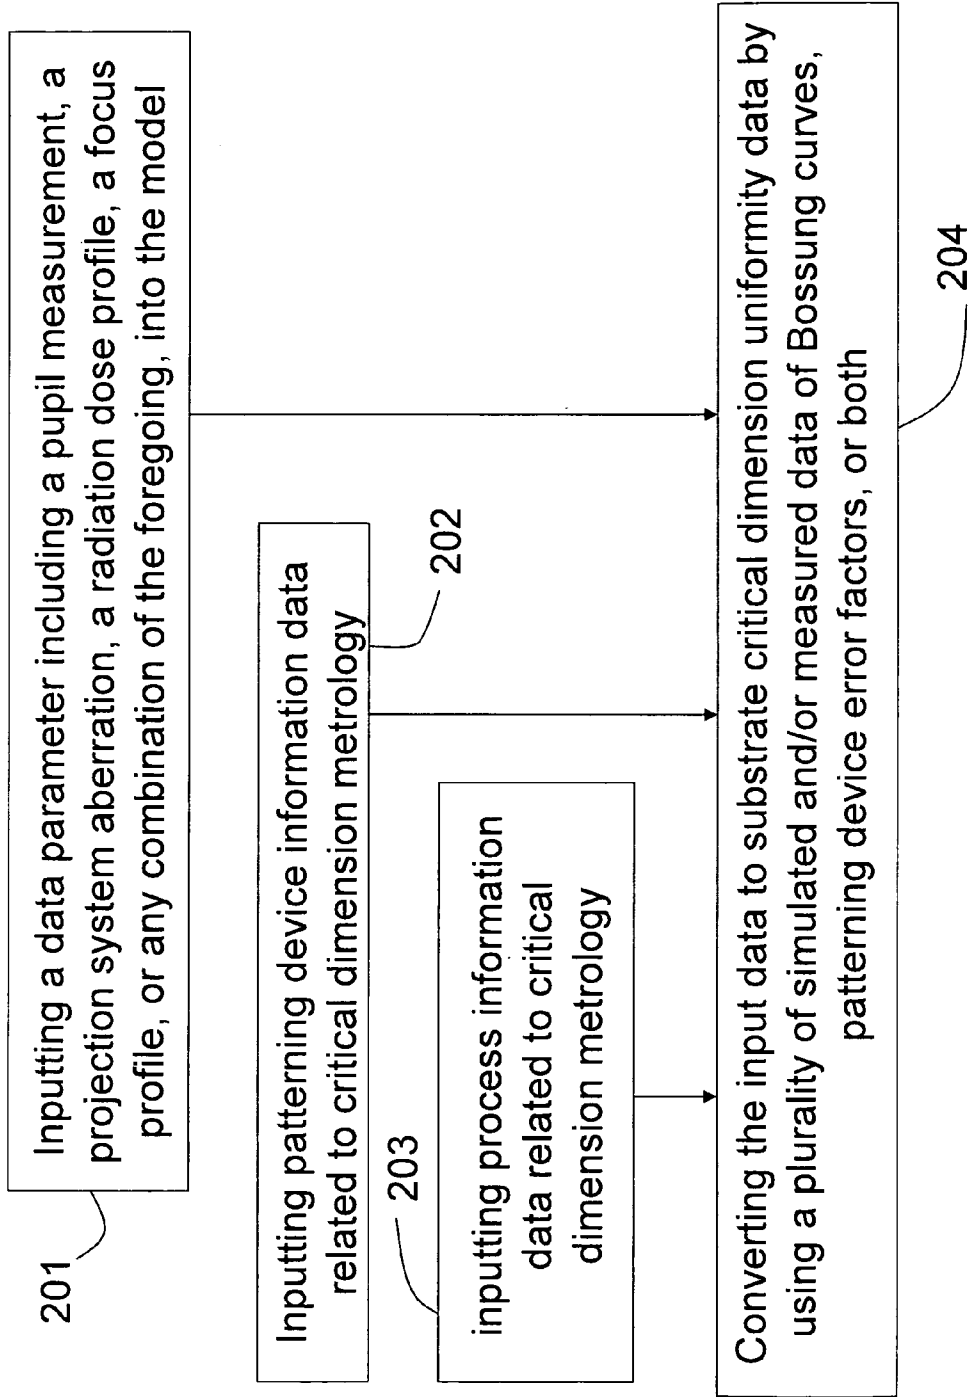 201
Inputting a data parameter including a pupil measurement, a
projection system aberration, a radiation dose profile, a focus
profile, or any combination of the foregoing, into the model
Inputting patterning device information data
related to critical dimension metrology
202
203
inputting process information
data related to critical
dimension metrology
Converting the input data to substrate critical dimension uniformity data by
using a plurality of simulated and/or measured data of Bossung curves,
patterning device error factors, or both
204